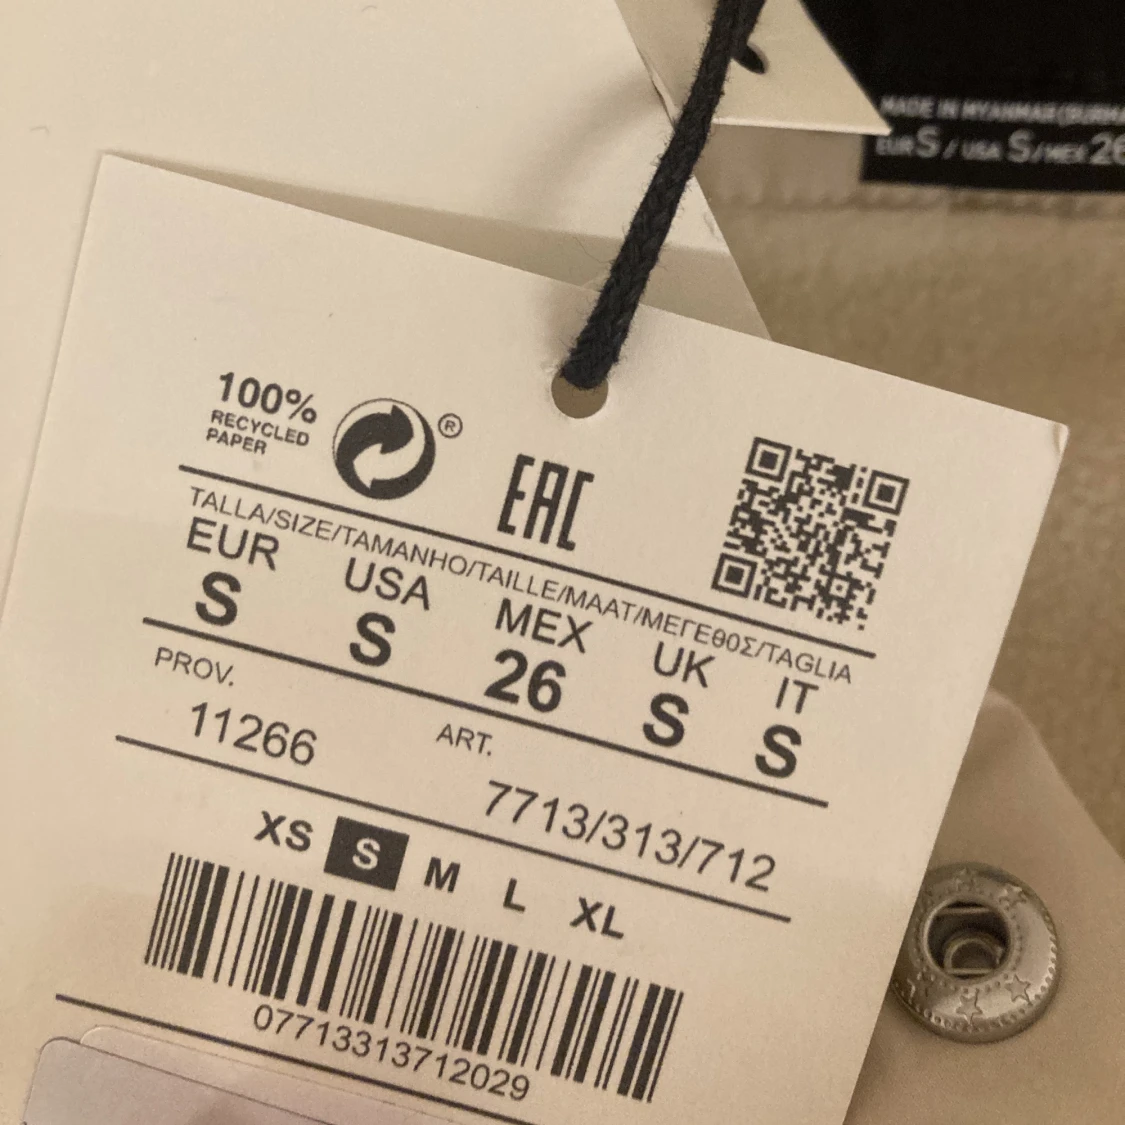 MADE IN MYANMAR (BURMA
EUR S / USA S / MEX 26
100%
RECYCLED
PAPER
®
EAC
TALLA/SIZE/TAMANHO/TAILLE/MAAT/ΜΕΓΕΘΟΣ/TAGLIA
EUR USA MEX UK IT
S S 26 S S
PROV. ART.
11266 7713/313/712
XS S M L XL
07713313712029